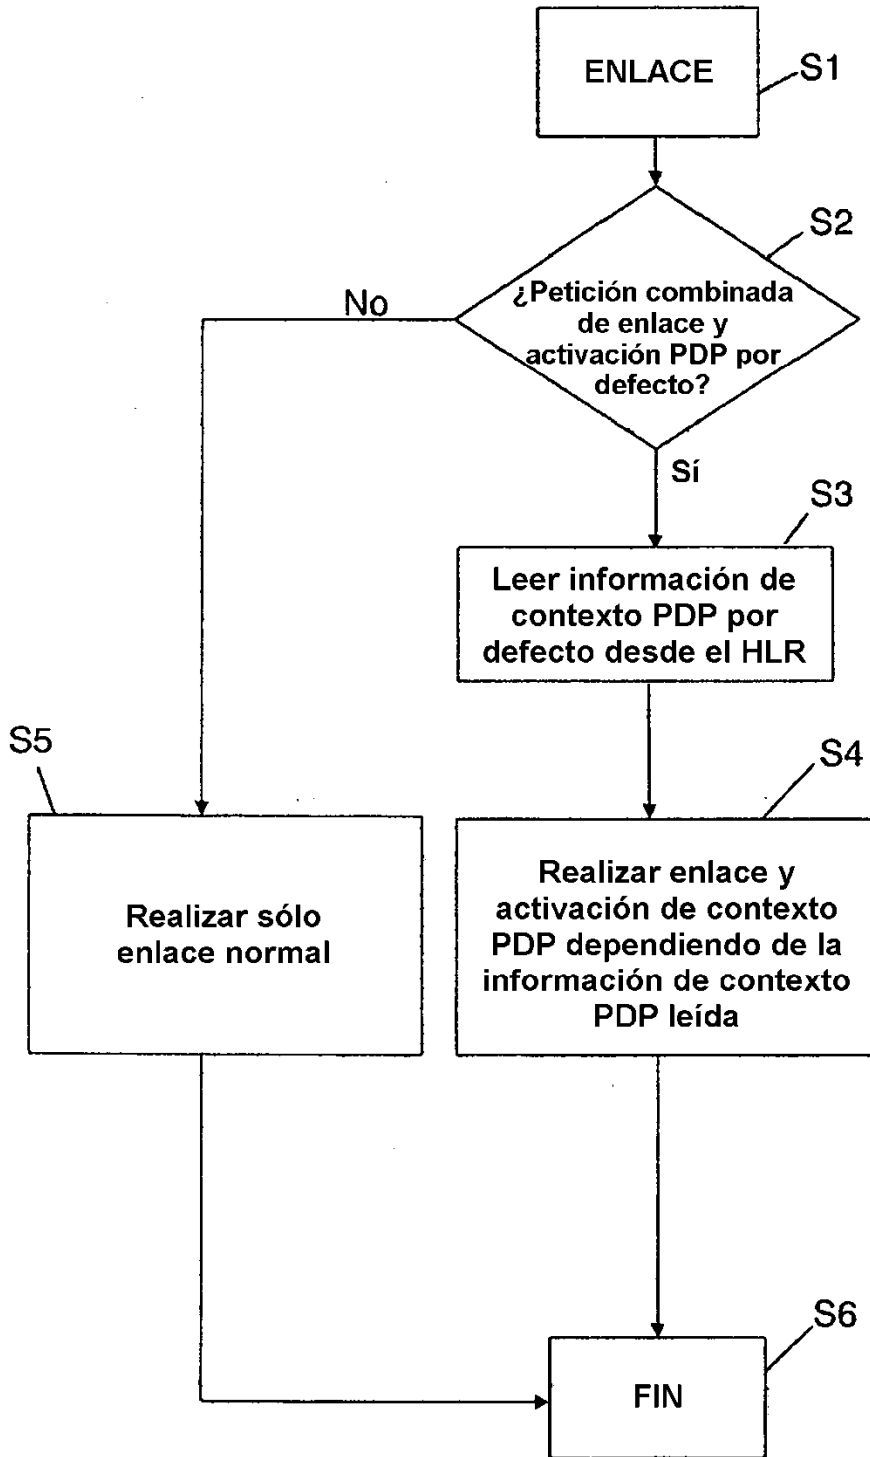 ENLACE
S1
S2
¿Petición combinada
de enlace y
activación PDP por
defecto?
No
Sí
S3
Leer información de
contexto PDP por
defecto desde el HLR
S5
S4
Realizar sólo
enlace normal
Realizar enlace y
activación de contexto
PDP dependiendo de la
información de contexto
PDP leída
S6
FIN